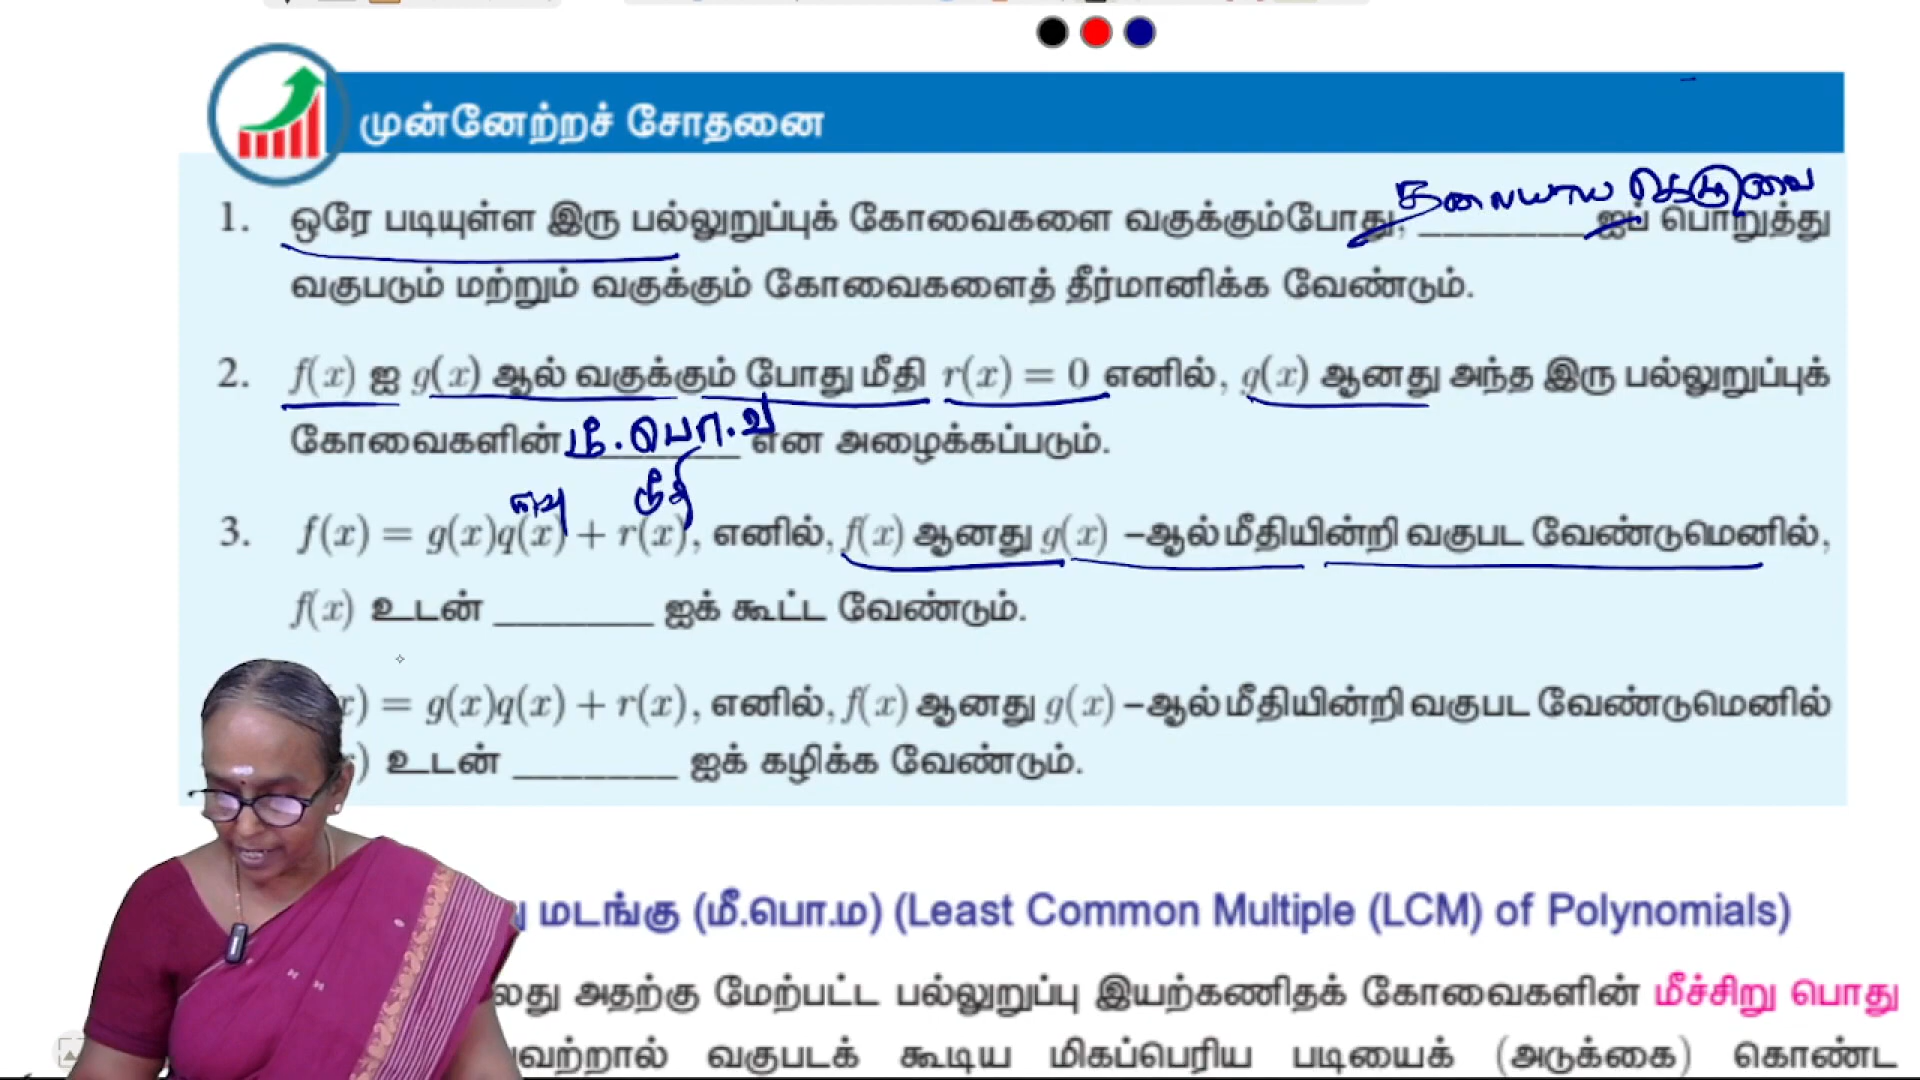 முன்னேற்றச் சோதனை
தலையாய கெழுவை
1. ஒரே படியுள்ள இரு பல்லுறுப்புக் கோவைகளை வகுக்கும்போது, ________ ஐப் பொறுத்து
வகுபடும் மற்றும் வகுக்கும் கோவைகளைத் தீர்மானிக்க வேண்டும்.
2. f(x) ஐ g(x) ஆல் வகுக்கும் போது மீதி r(x) = 0 எனில், g(x) ஆனது அந்த இரு பல்லுறுப்புக்
கோவைகளின் மீ.பொ.வ என அழைக்கப்படும்.
ஈவு மீதி
3. f(x) = g(x)q(x) + r(x), எனில், f(x) ஆனது g(x) –ஆல் மீதியின்றி வகுபட வேண்டுமெனில்,
f(x) உடன் ________ ஐக் கூட்ட வேண்டும்.
x) = g(x)q(x) + r(x), எனில், f(x) ஆனது g(x) –ஆல் மீதியின்றி வகுபட வேண்டுமெனில்
) உடன் ________ ஐக் கழிக்க வேண்டும்.
மடங்கு (மீ.பொ.ம) (Least Common Multiple (LCM) of Polynomials)
லது அதற்கு மேற்பட்ட பல்லுறுப்பு இயற்கணிதக் கோவைகளின் மீச்சிறு பொது
வற்றால் வகுபடக் கூடிய மிகப்பெரிய படியைக் (அடுக்கை) கொண்ட